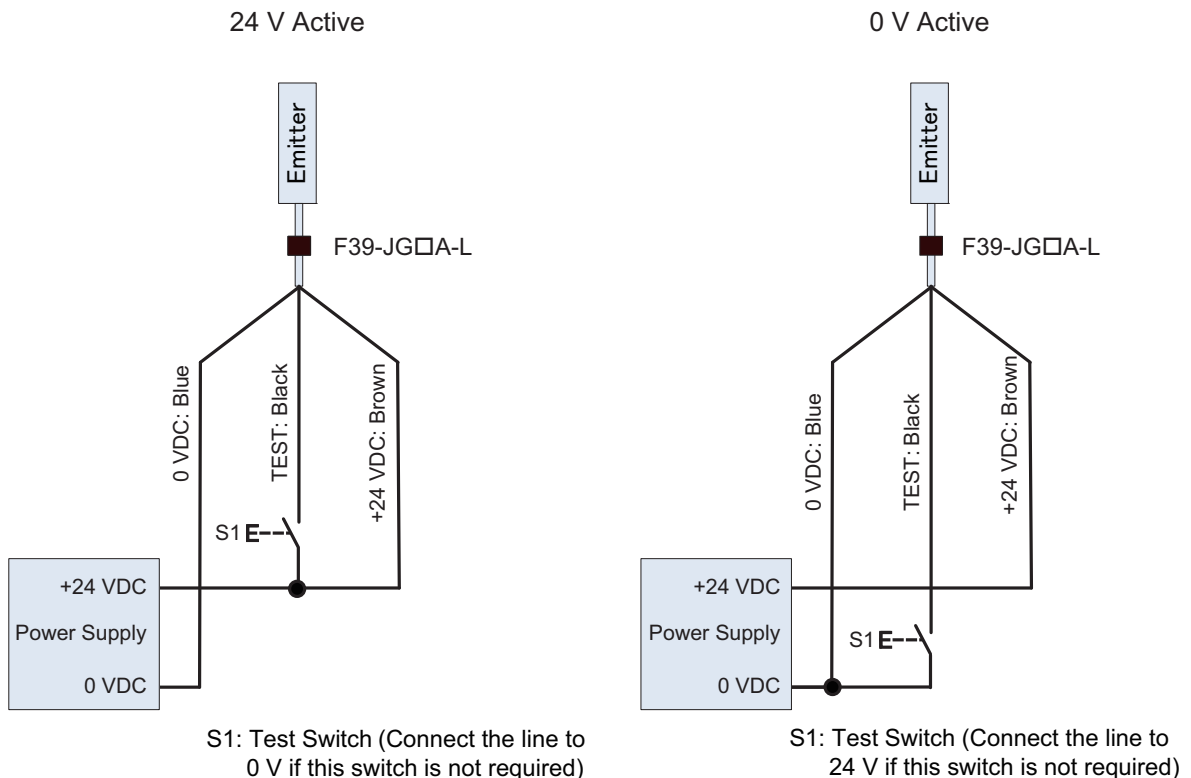 24 V Active
Emitter
F39-JG□A-L
0 VDC: Blue
TEST: Black
+24 VDC: Brown
S1
+24 VDC
Power Supply
0 VDC
S1: Test Switch (Connect the line to
0 V if this switch is not required)
0 V Active
Emitter
F39-JG□A-L
0 VDC: Blue
TEST: Black
+24 VDC: Brown
+24 VDC
Power Supply
S1
0 VDC
S1: Test Switch (Connect the line to
24 V if this switch is not required)